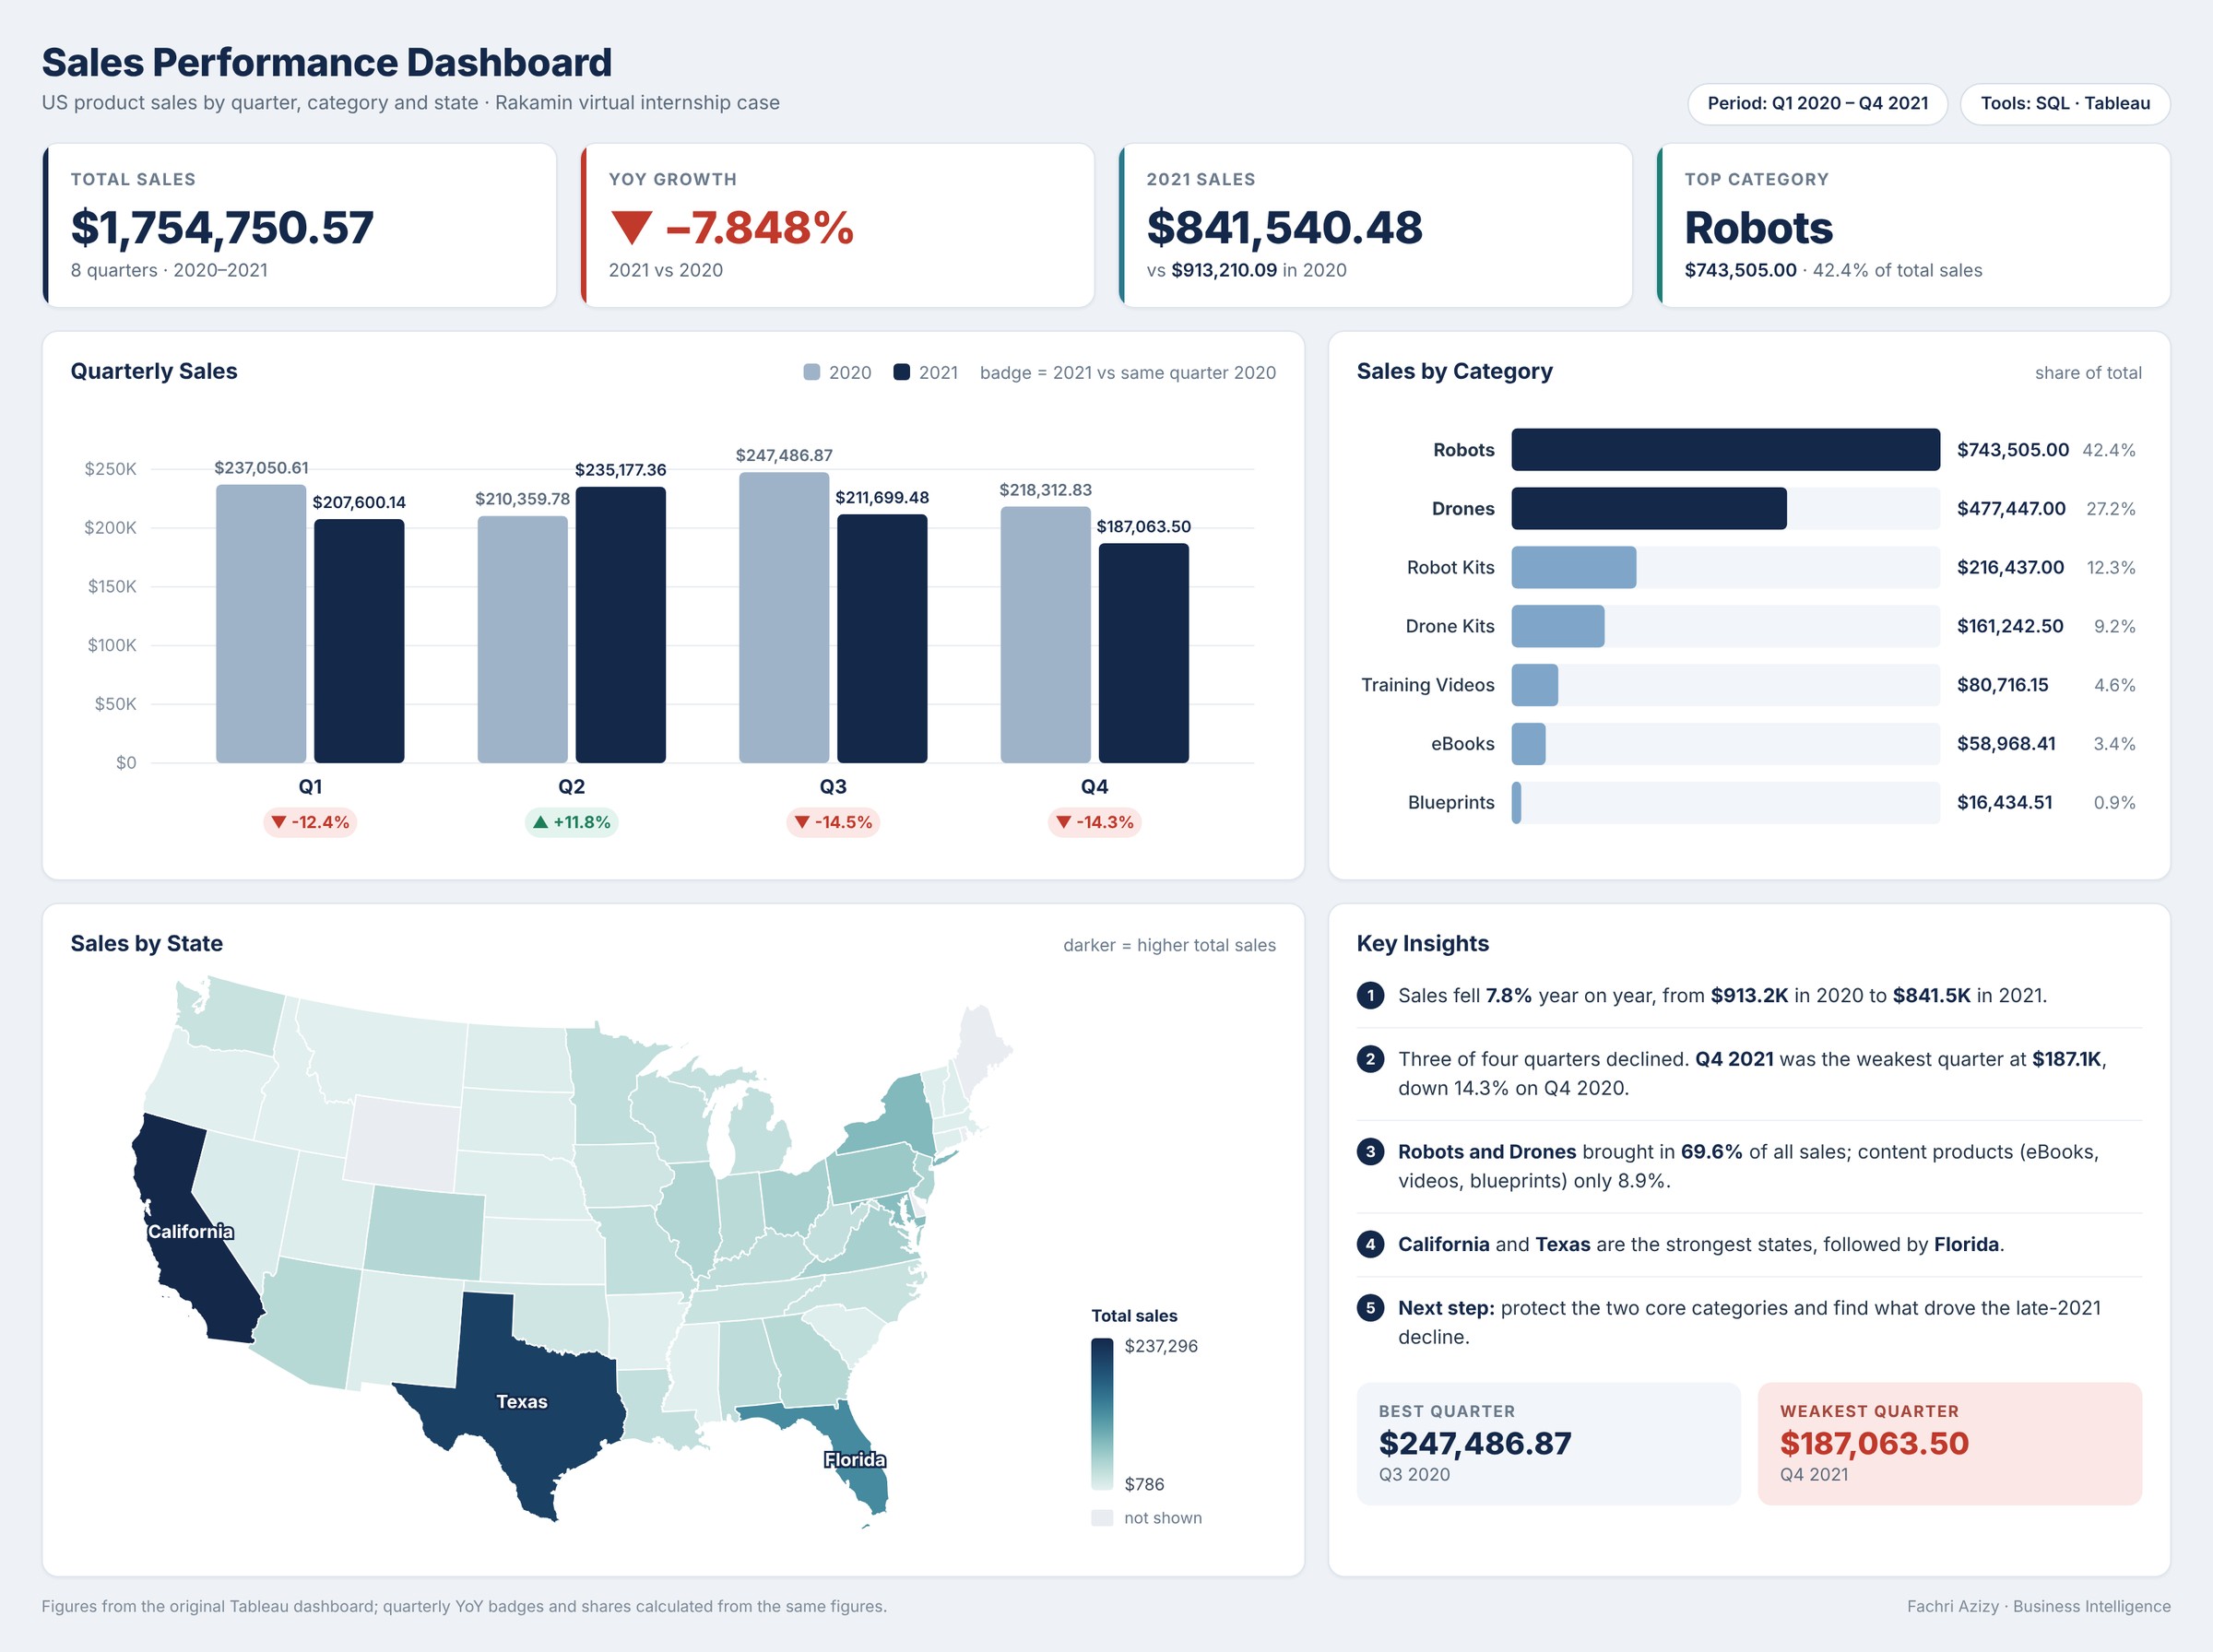 Sales Performance Dashboard
US product sales by quarter, category and state · Rakamin virtual internship case
Period: Q1 2020 – Q4 2021
Tools: SQL · Tableau
TOTAL SALES
$1,754,750.57
8 quarters · 2020–2021
YOY GROWTH
▼ –7.848%
2021 vs 2020
2021 SALES
$841,540.48
vs $913,210.09 in 2020
TOP CATEGORY
Robots
$743,505.00 · 42.4% of total sales
Quarterly Sales
2020
2021
badge = 2021 vs same quarter 2020
$250K
$200K
$150K
$100K
$50K
$0
$237,050.61
$207,600.14
$210,359.78
$235,177.36
$247,486.87
$211,699.48
$218,312.83
$187,063.50
Q1
Q2
Q3
Q4
▼ -12.4%
▲ +11.8%
▼ -14.5%
▼ -14.3%
Sales by Category
share of total
Robots $743,505.00 42.4%
Drones $477,447.00 27.2%
Robot Kits $216,437.00 12.3%
Drone Kits $161,242.50 9.2%
Training Videos $80,716.15 4.6%
eBooks $58,968.41 3.4%
Blueprints $16,434.51 0.9%
Sales by State
darker = higher total sales
California
Texas
Florida
Total sales
$237,296
$786
not shown
Key Insights
1 Sales fell 7.8% year on year, from $913.2K in 2020 to $841.5K in 2021.
2 Three of four quarters declined. Q4 2021 was the weakest quarter at $187.1K,
down 14.3% on Q4 2020.
3 Robots and Drones brought in 69.6% of all sales; content products (eBooks,
videos, blueprints) only 8.9%.
4 California and Texas are the strongest states, followed by Florida.
5 Next step: protect the two core categories and find what drove the late-2021
decline.
BEST QUARTER
$247,486.87
Q3 2020
WEAKEST QUARTER
$187,063.50
Q4 2021
Figures from the original Tableau dashboard; quarterly YoY badges and shares calculated from the same figures.
Fachri Azizy · Business Intelligence